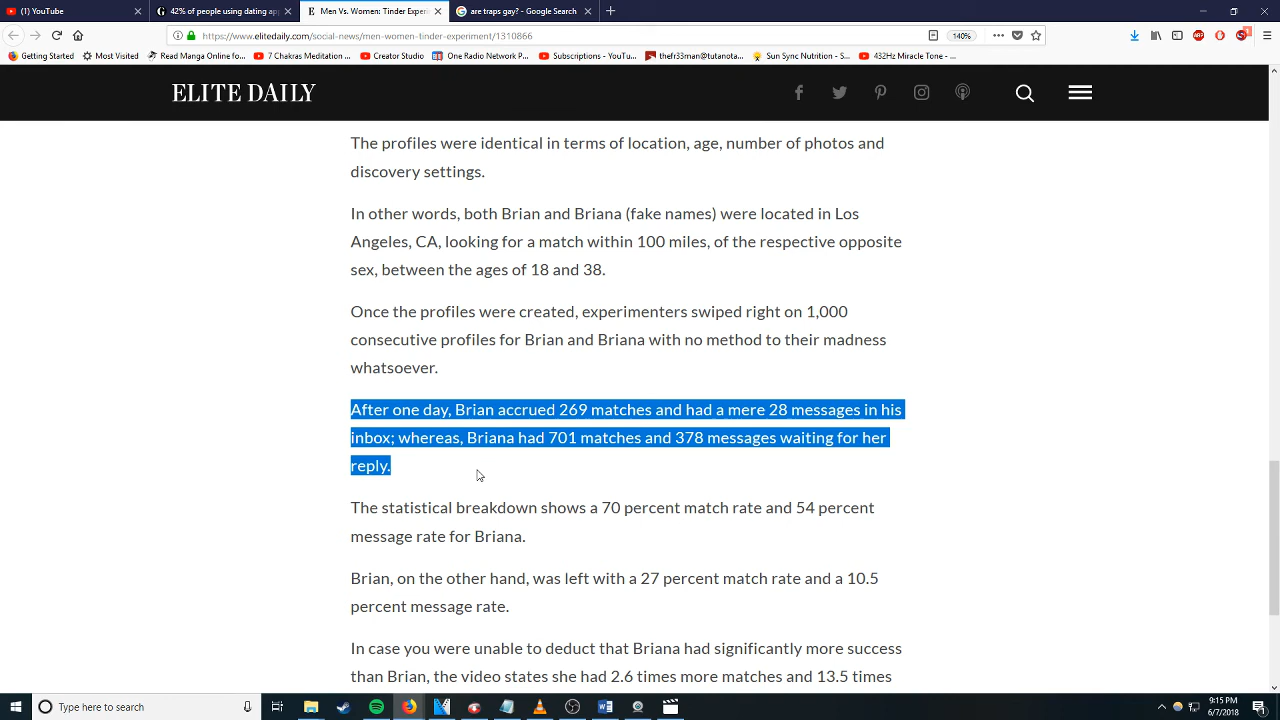 (1) YouTube
42% of people using dating app
Men Vs. Women: Tinder Experi
are traps gay? - Google Search
https://www.elitedaily.com/social-news/men-women-tinder-experiment/1310866
140%
Getting Started
Most Visited
Read Manga Online for F...
7 Chakras Meditation ...
Creator Studio
One Radio Network P...
Subscriptions - YouTu...
thefr33man@tutanota...
Sun Sync Nutrition - S...
432Hz Miracle Tone - ...
ELITE DAILY
The profiles were identical in terms of location, age, number of photos and
discovery settings.
In other words, both Brian and Briana (fake names) were located in Los
Angeles, CA, looking for a match within 100 miles, of the respective opposite
sex, between the ages of 18 and 38.
Once the profiles were created, experimenters swiped right on 1,000
consecutive profiles for Brian and Briana with no method to their madness
whatsoever.
After one day, Brian accrued 269 matches and had a mere 28 messages in his
inbox; whereas, Briana had 701 matches and 378 messages waiting for her
reply.
The statistical breakdown shows a 70 percent match rate and 54 percent
message rate for Briana.
Brian, on the other hand, was left with a 27 percent match rate and a 10.5
percent message rate.
In case you were unable to deduct that Briana had significantly more success
than Brian, the video states she had 2.6 times more matches and 13.5 times
Type here to search
9:15 PM
6/7/2018